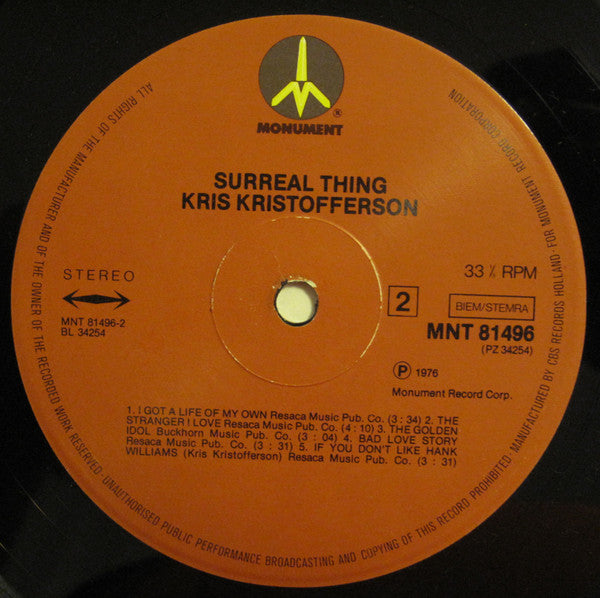 MONUMENT
®
SURREAL THING
KRIS KRISTOFFERSON
STEREO
33⅓ RPM
MNT 81496-2
BL 34254
2
BIEM/STEMRA
MNT 81496
(PZ 34254)
Ⓟ 1976
Monument Record Corp.
1. I GOT A LIFE OF MY OWN Resaca Music Pub. Co. (3 : 34) 2. THE
STRANGER I LOVE Resaca Music Pub. Co. (4 : 10) 3. THE GOLDEN
IDOL Buckhorn Music Pub. Co. (3 : 04) 4. BAD LOVE STORY
Resaca Music Pub. Co. (3 : 31) 5. IF YOU DON'T LIKE HANK
WILLIAMS (Kris Kristofferson) Resaca Music Pub. Co. (3 : 31)
ALL RIGHTS OF THE MANUFACTURER AND OF THE OWNER OF THE RECORDED WORK RESERVED. UNAUTHORISED PUBLIC PERFORMANCE BROADCASTING AND COPYING OF THIS RECORD PROHIBITED. MANUFACTURED BY CBS RECORDS HOLLAND · FOR MONUMENT RECORD CORPORATION